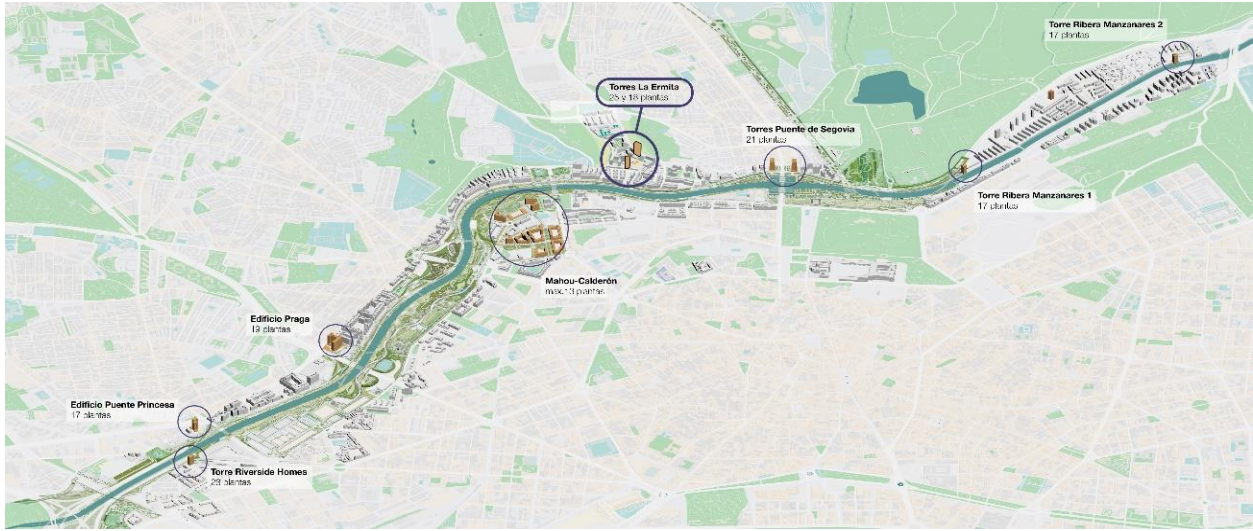 Torre Ribera Manzanares 2
17 plantas
Torres La Ermita
25 y 18 plantas
Torres Puente de Segovia
21 plantas
Torre Ribera Manzanares 1
17 plantas
Mahou-Calderón
max.13 plantas
Edificio Praga
19 plantas
Edificio Puente Princesa
17 plantas
Torre Riverside Homes
23 plantas